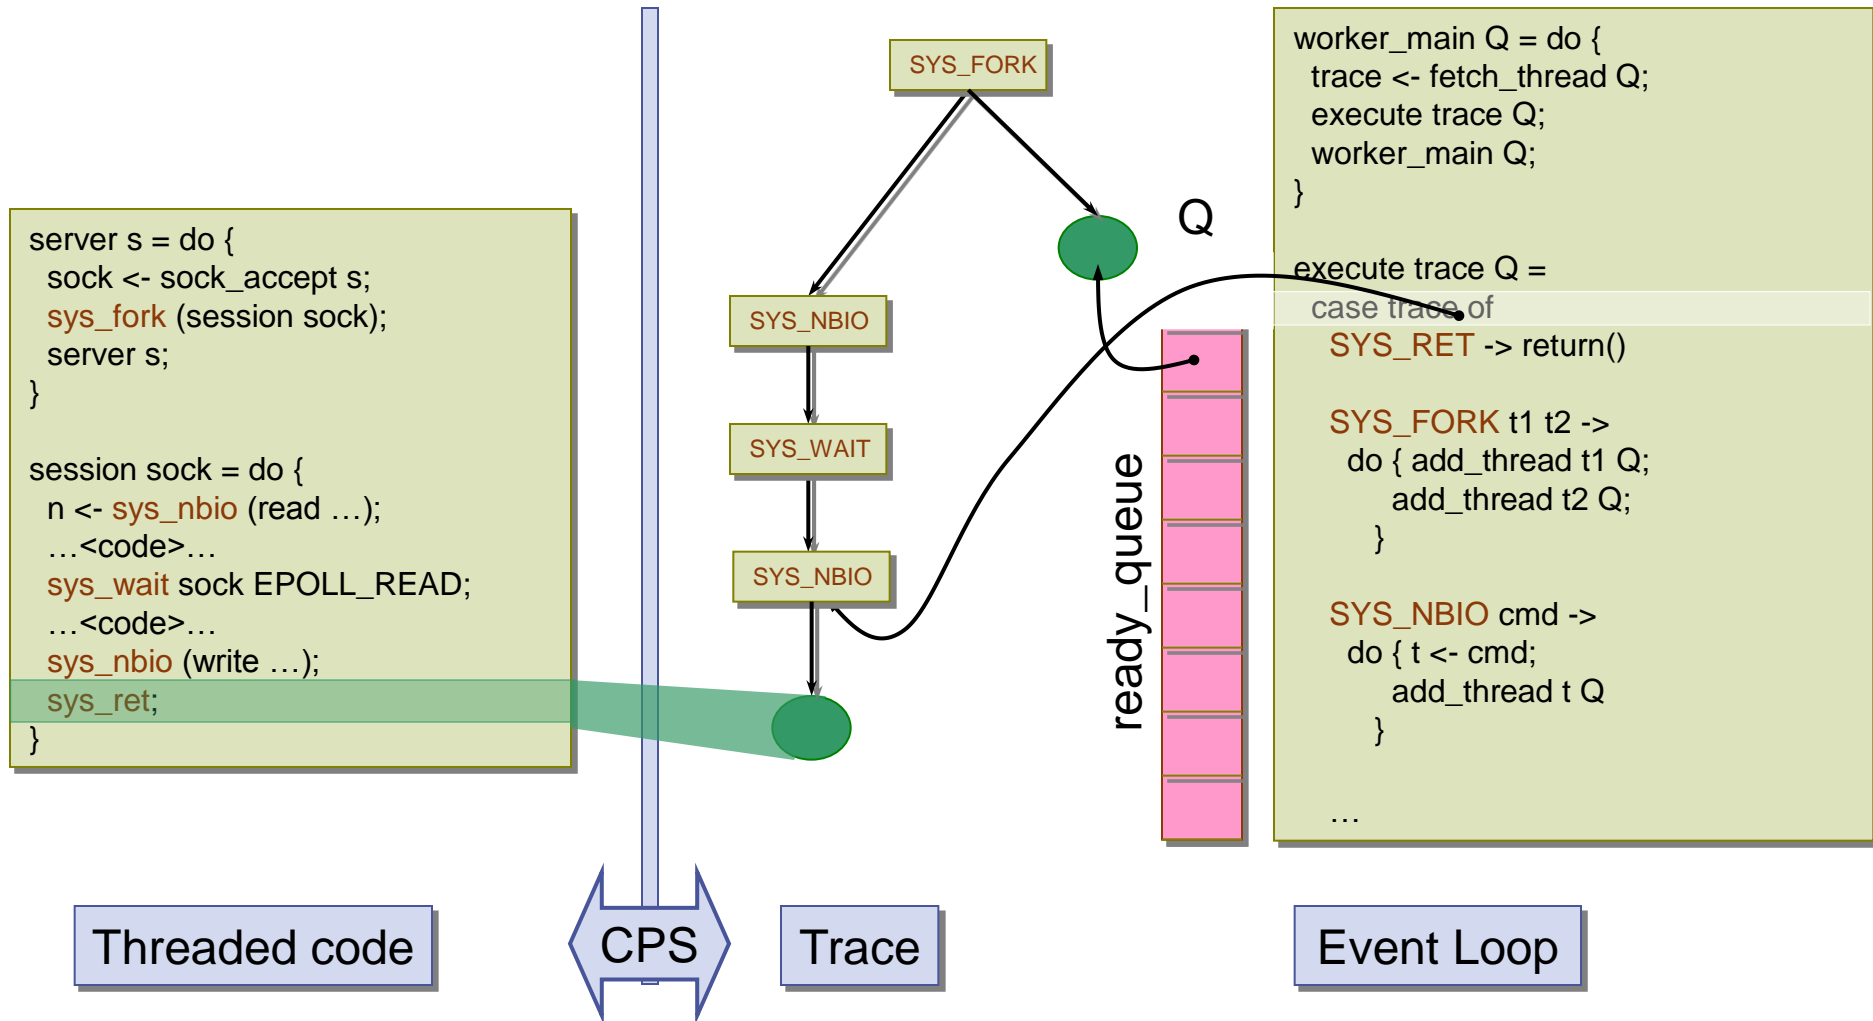 server s = do {
sock <- sock_accept s;
sys_fork (session sock);
server s;
}
session sock = do {
n <- sys_nbio (read …);
…<code>…
sys_wait sock EPOLL_READ;
…<code>…
sys_nbio (write …);
sys_ret;
}
SYS_FORK
SYS_NBIO
SYS_WAIT
SYS_NBIO
Q
ready_queue
worker_main Q = do {
trace <- fetch_thread Q;
execute trace Q;
worker_main Q;
}
execute trace Q =
case trace of
SYS_RET -> return()
SYS_FORK t1 t2 ->
do { add_thread t1 Q;
add_thread t2 Q;
}
SYS_NBIO cmd ->
do { t <- cmd;
add_thread t Q
}
…
Threaded code
CPS
Trace
Event Loop